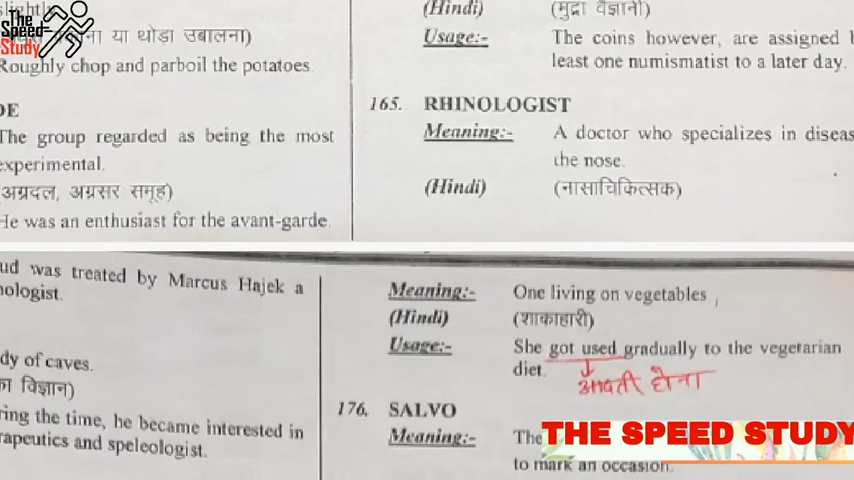 The
Speed
Study
slightly.
या थोड़ा उबालना)
Roughly chop and parboil the potatoes.
DE
The group regarded as being the most
experimental.
(अग्रदल, अग्रसर समूह)
He was an enthusiast for the avant-garde.
(Hindi) (मुद्रा वैज्ञानी)
Usage:- The coins however, are assigned
least one numismatist to a later day.
165. RHINOLOGIST
Meaning:- A doctor who specializes in diseas
the nose.
(Hindi) (नासाचिकित्सक)
ud was treated by Marcus Hajek a
nologist.
dy of caves.
का विज्ञान)
ring the time, he became interested in
rapeutics and speleologist.
Meaning:- One living on vegetables
(Hindi) (शाकाहारी)
Usage:- She got used gradually to the vegetarian
diet.
होना
176. SALVO
Meaning:- The
to mark an occasion.
THE SPEED STUDY